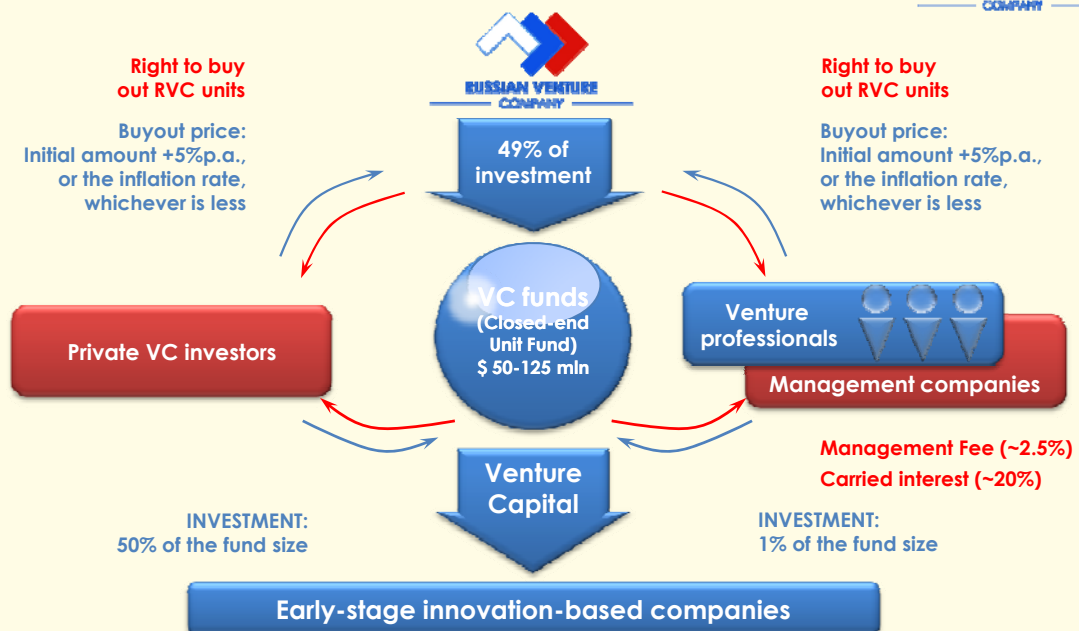 COMPANY
RUSSIAN VENTURE
COMPANY
Right to buy
out RVC units
Buyout price:
Initial amount +5%p.a.,
or the inflation rate,
whichever is less
49% of
investment
Right to buy
out RVC units
Buyout price:
Initial amount +5%p.a.,
or the inflation rate,
whichever is less
Private VC investors
VC funds
(Closed-end
Unit Fund)
$ 50-125 mln
Venture
professionals
Management companies
Management Fee (~2.5%)
Carried interest (~20%)
INVESTMENT:
50% of the fund size
Venture
Capital
INVESTMENT:
1% of the fund size
Early-stage innovation-based companies